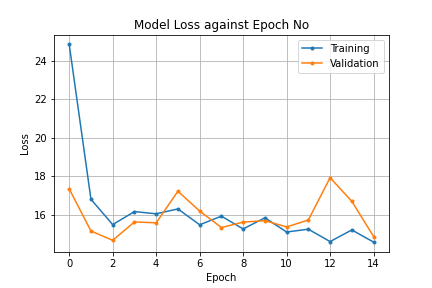 Model Loss against Epoch No
Training
Validation
24
22
20
18
16
Loss
0 2 4 6 8 10 12 14
Epoch